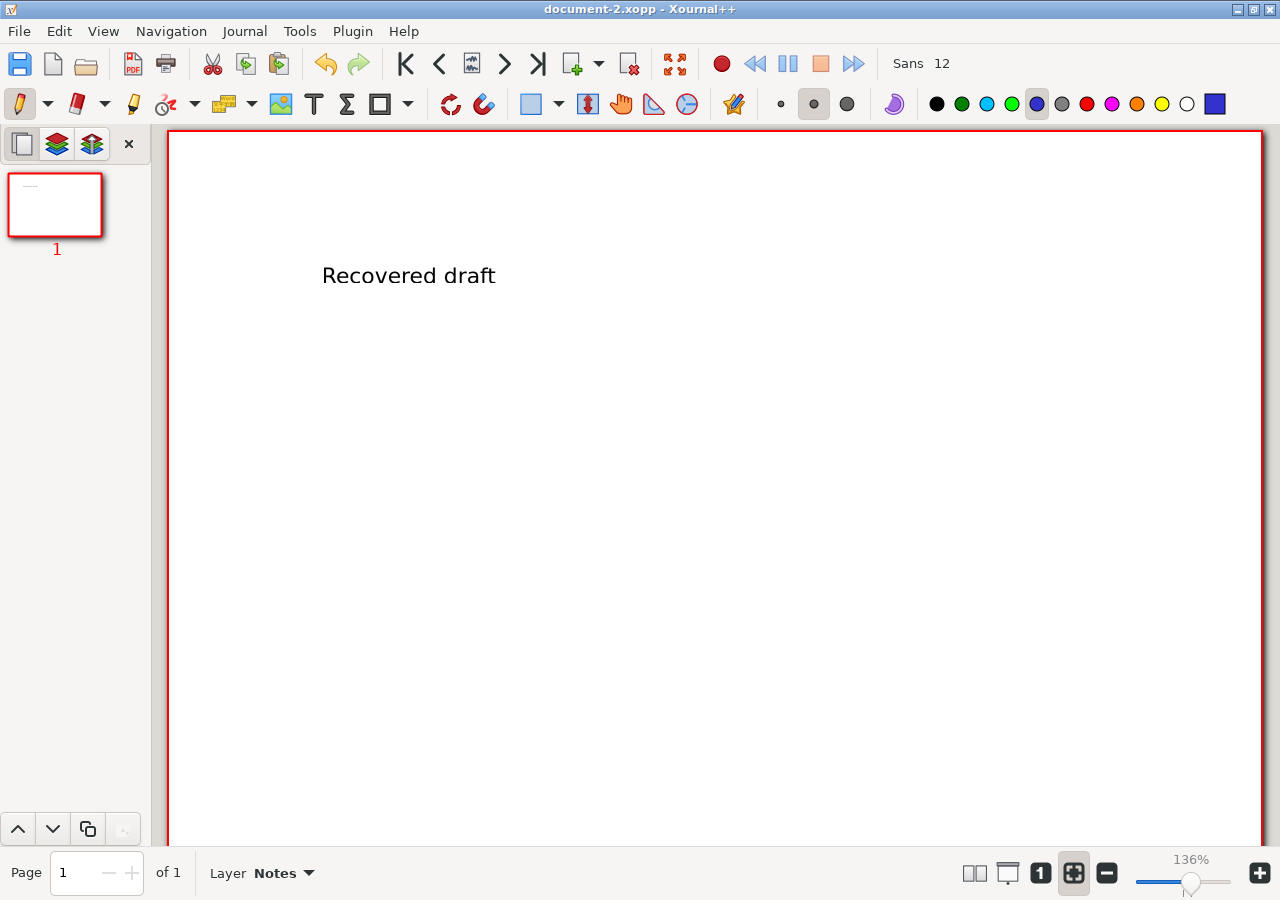 document-2.xopp - Xournal++
File Edit View Navigation Journal Tools Plugin Help
Sans 12
1
Recovered draft
Page 1 of 1 Layer Notes
136%